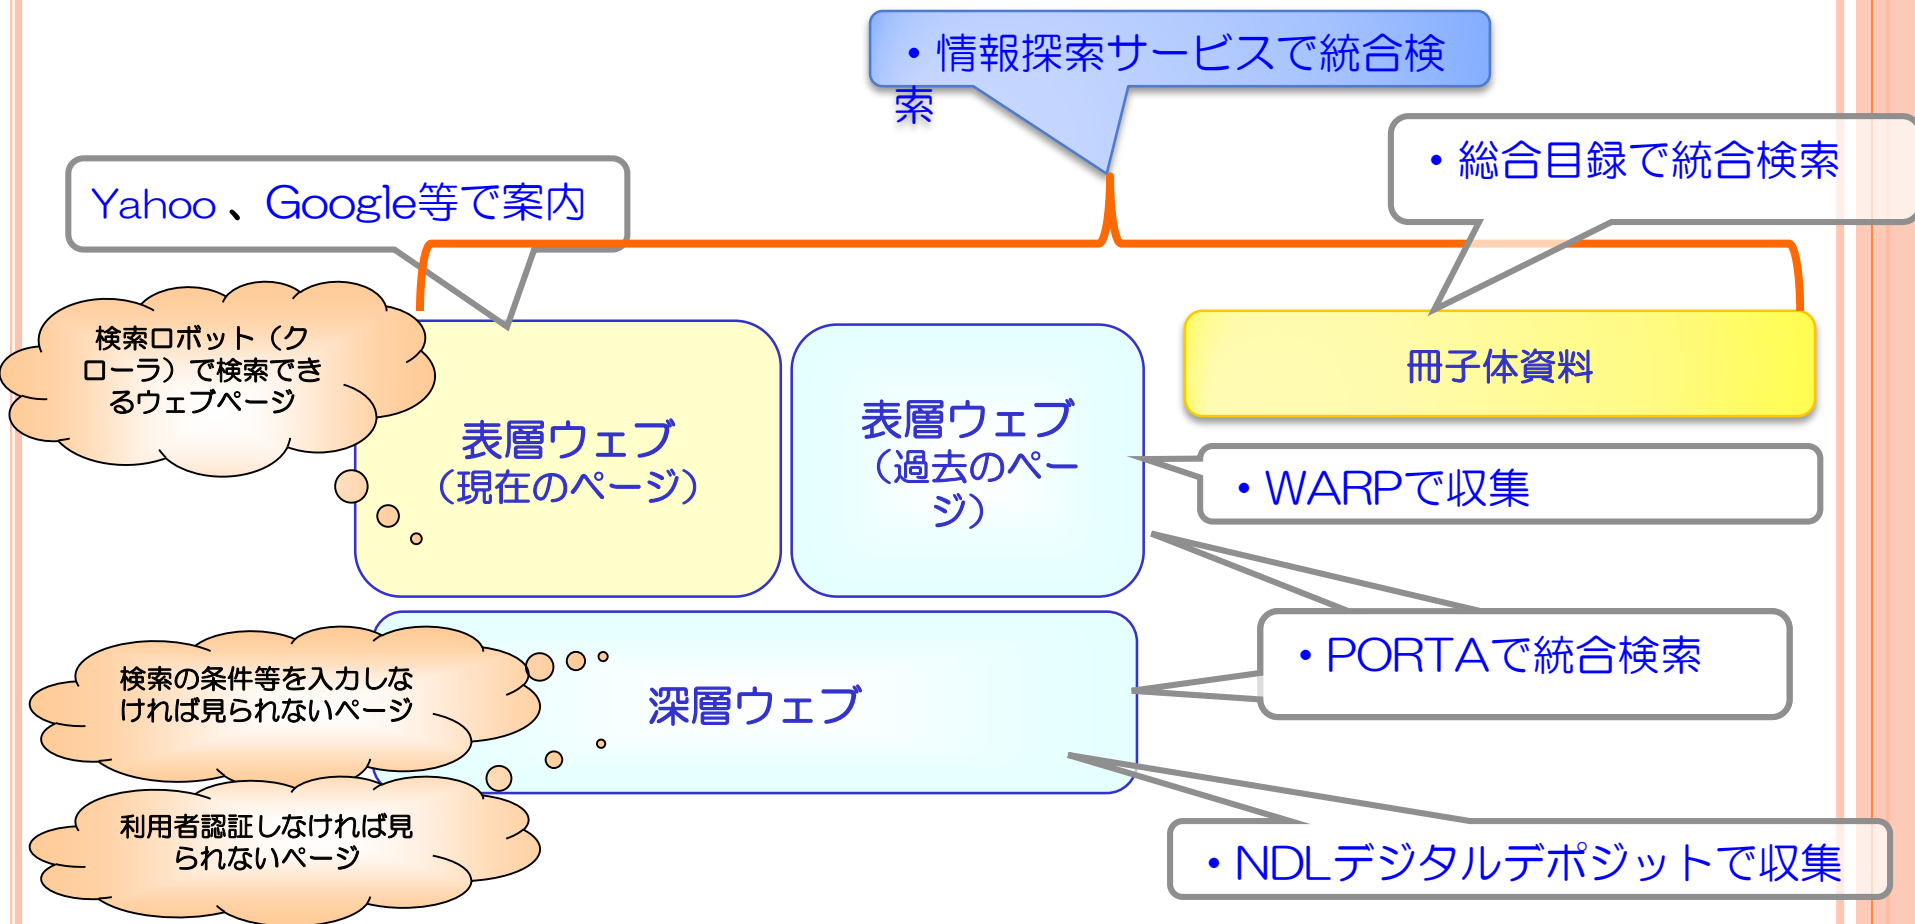 ・情報探索サービスで統合検
索
・総合目録で統合検索
Yahoo 、Google等で案内
検索ロボット（ク
ローラ）で検索でき
るウェブページ
冊子体資料
表層ウェブ
（現在のページ）
表層ウェブ
（過去のペー
ジ）
・WARPで収集
・PORTAで統合検索
検索の条件等を入力しな
ければ見られないページ
深層ウェブ
利用者認証しなければ見
られないページ
・NDLデジタルデポジットで収集